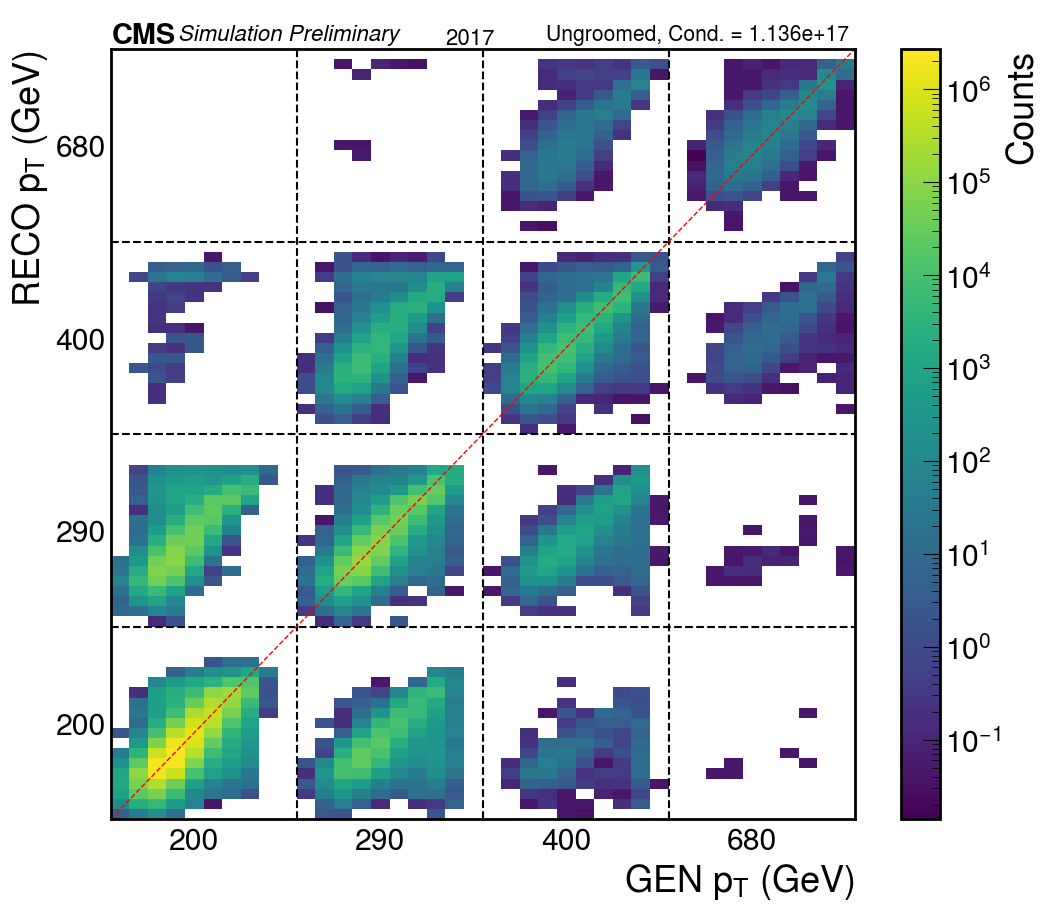 CMS Simulation Preliminary 2017 Ungroomed, Cond. = 1.136e+17
RECO p_T (GeV)
680
400
290
200
200 290 400 680
GEN p_T (GeV)
10^6
10^5
10^4
10^3
10^2
10^1
10^0
10^−1
Counts